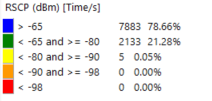 RSCP (dBm) [Time/s]
> -65 7883 78.66%
< -65 and >= -80 2133 21.28%
< -80 and >= -90 5 0.05%
< -90 and >= -98 0 0.00%
< -98 0 0.00%